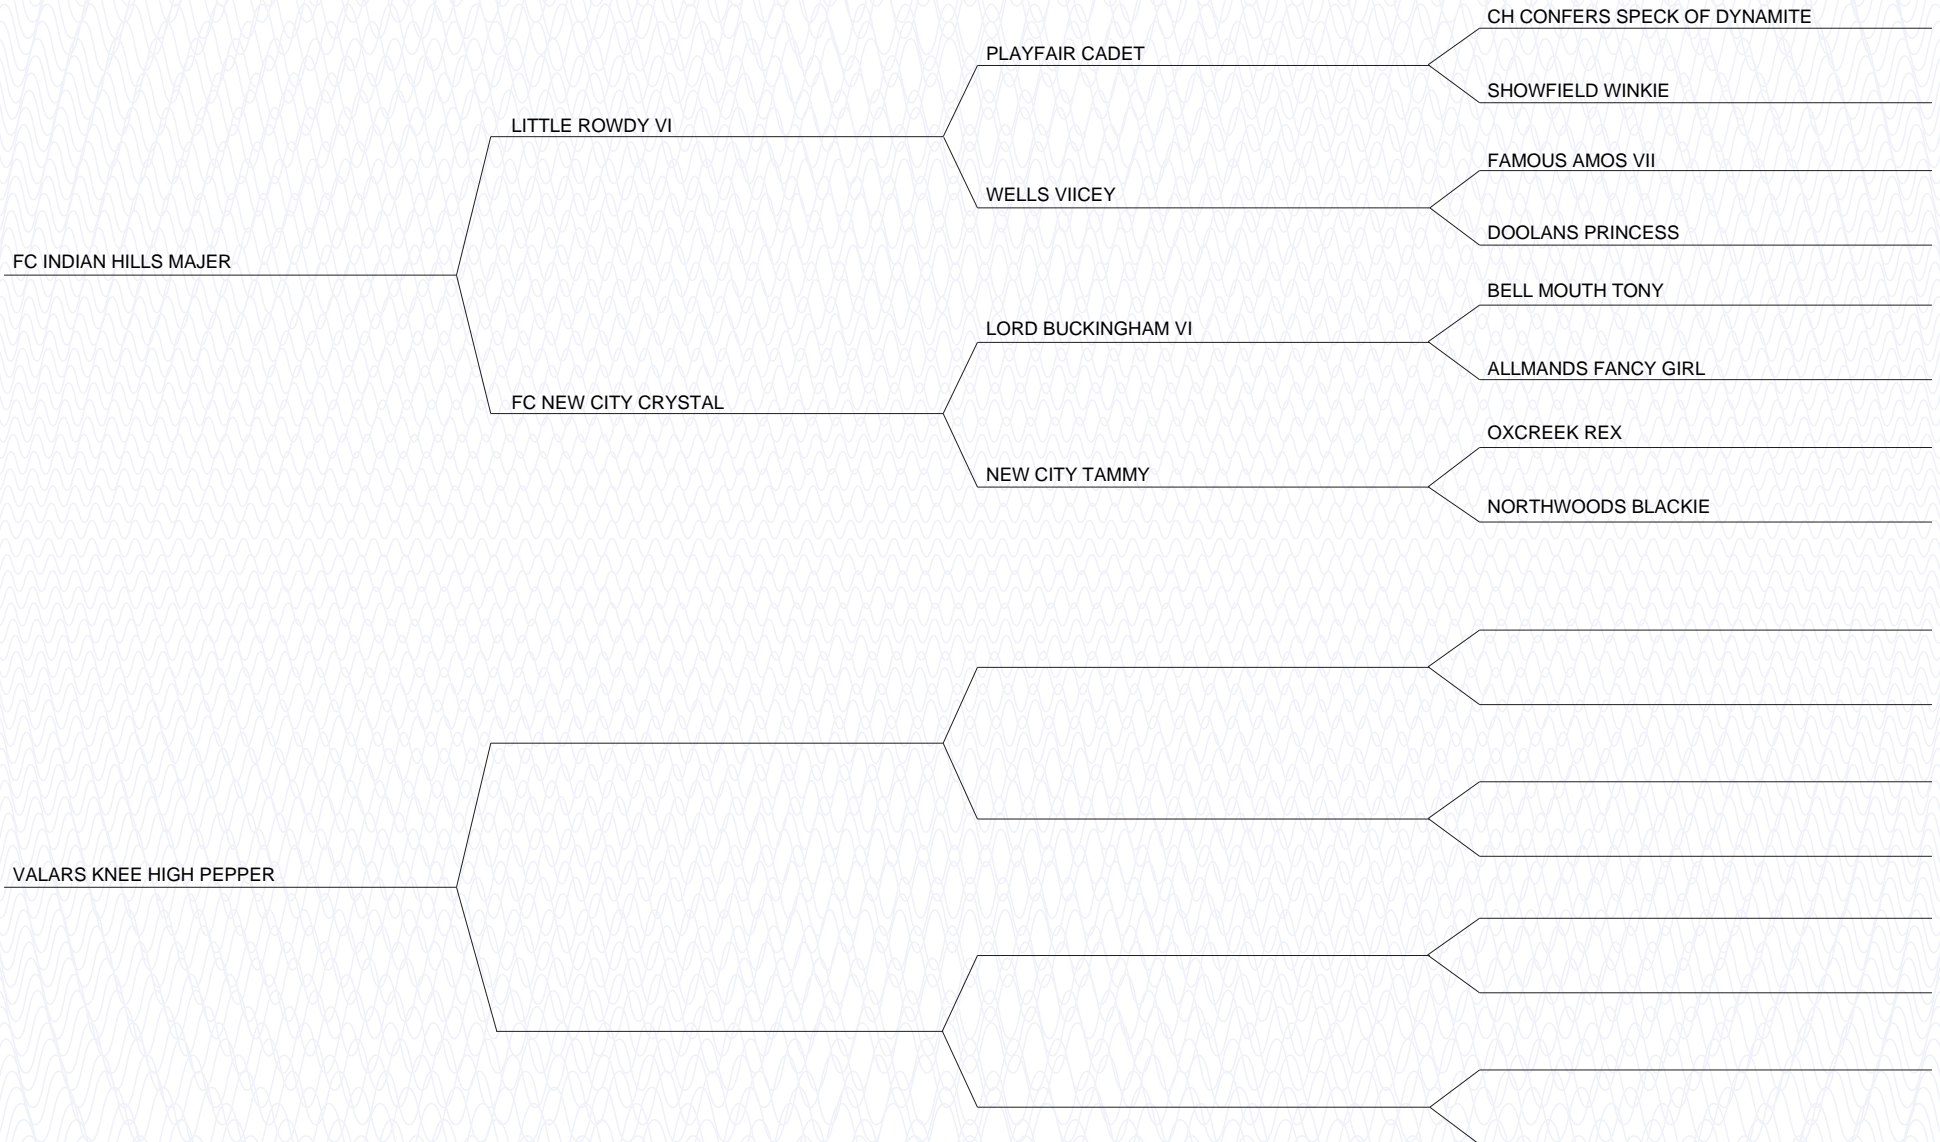 CH CONFERS SPECK OF DYNAMITE
PLAYFAIR CADET
SHOWFIELD WINKIE
LITTLE ROWDY VI
FAMOUS AMOS VII
WELLS VIICEY
DOOLANS PRINCESS
FC INDIAN HILLS MAJER
BELL MOUTH TONY
LORD BUCKINGHAM VI
ALLMANDS FANCY GIRL
FC NEW CITY CRYSTAL
OXCREEK REX
NEW CITY TAMMY
NORTHWOODS BLACKIE
VALARS KNEE HIGH PEPPER